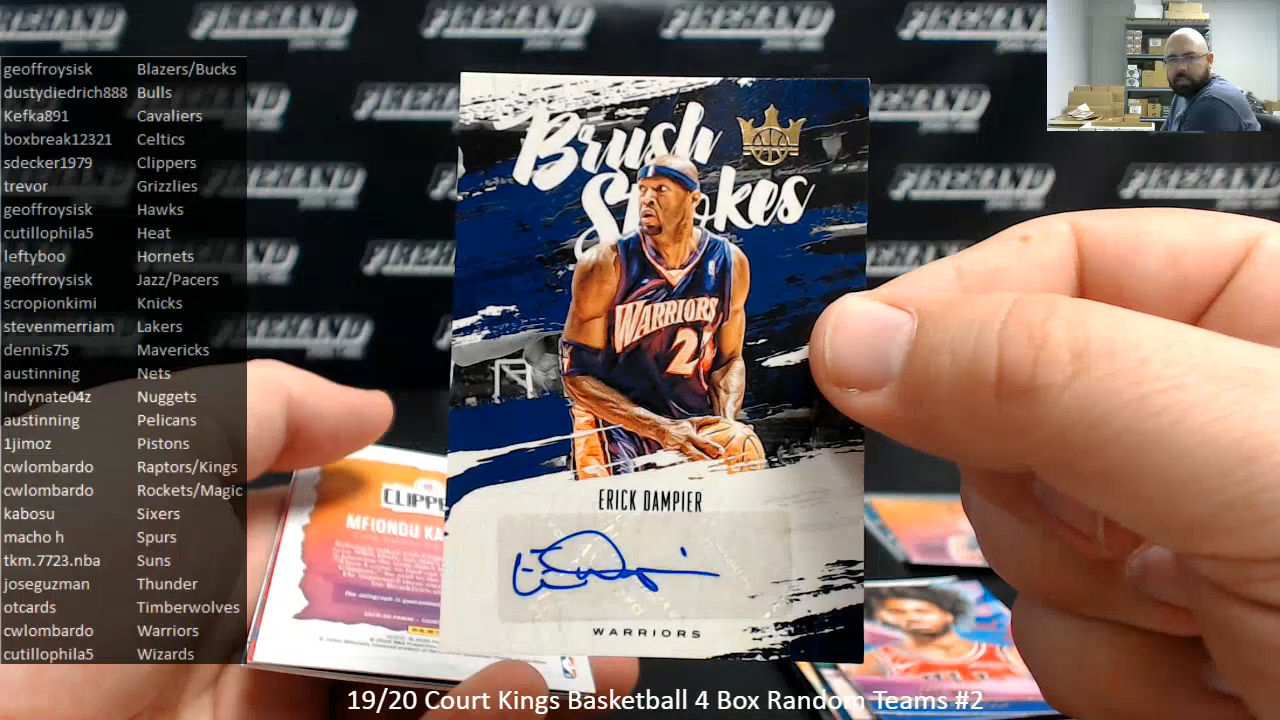 geoffroysisk Blazers/Bucks
dustydiedrich888 Bulls
Kefka891 Cavaliers
boxbreak12321 Celtics
sdecker1979 Clippers
trevor Grizzlies
geoffroysisk Hawks
cutillophila5 Heat
leftyboo Hornets
geoffroysisk Jazz/Pacers
scropionkimi Knicks
stevenmerriam Lakers
dennis75 Mavericks
austinning Nets
Indynate04z Nuggets
austinning Pelicans
1jimoz Pistons
cwlombardo Raptors/Kings
cwlombardo Rockets/Magic
kabosu Sixers
macho h Spurs
tkm.7723.nba Suns
joseguzman Thunder
otcards Timberwolves
cwlombardo Warriors
cutillophila5 Wizards
FIREHAND
Brush
Strokes
WARRIORS
ERICK DAMPIER
WARRIORS
CLIPPE
MFIONDU KA
19/20 Court Kings Basketball 4 Box Random Teams #2